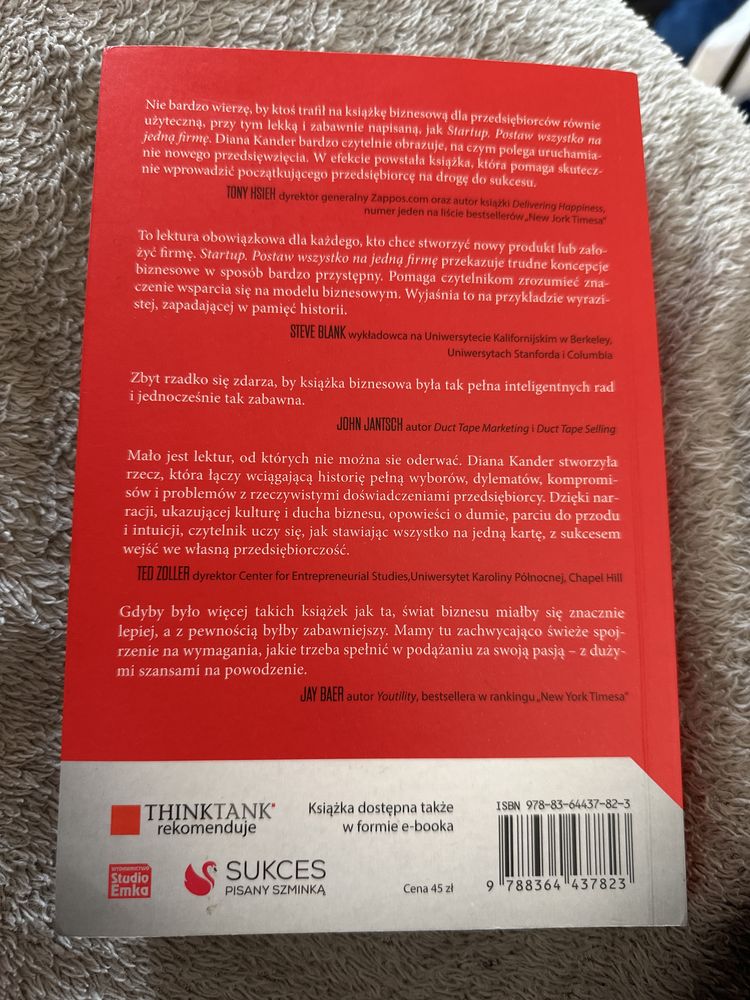 Nie bardzo wierzę, by ktoś trafił na książkę biznesową dla przedsiębiorców równie
użyteczną, przy tym lekką i zabawnie napisaną, jak Startup. Postaw wszystko na
jedną firmę. Diana Kander bardzo czytelnie obrazuje, na czym polega uruchamia-
nie nowego przedsięwzięcia. W efekcie powstała książka, która pomaga skutecz-
nie wprowadzić początkującego przedsiębiorcę na drogę do sukcesu.
TONY HSIEH dyrektor generalny Zappos.com oraz autor książki Delivering Happiness,
numer jeden na liście bestsellerów „New Jork Timesa"
To lektura obowiązkowa dla każdego, kto chce stworzyć nowy produkt lub zało-
żyć firmę. Startup. Postaw wszystko na jedną firmę przekazuje trudne koncepcje
biznesowe w sposób bardzo przystępny. Pomaga czytelnikom zrozumieć zna-
czenie wsparcia się na modelu biznesowym. Wyjaśnia to na przykładzie wyrazi-
stej, zapadającej w pamięć historii.
STEVE BLANK wykładowca na Uniwersytecie Kalifornijskim w Berkeley,
Uniwersytach Stanforda i Columbia
Zbyt rzadko się zdarza, by książka biznesowa była tak pełna inteligentnych rad
i jednocześnie tak zabawna.
JOHN JANTSCH autor Duct Tape Marketing i Duct Tape Selling
Mało jest lektur, od których nie można sie oderwać. Diana Kander stworzyła
rzecz, która łączy wciągającą historię pełną wyborów, dylematów, kompromi-
sów i problemów z rzeczywistymi doświadczeniami przedsiębiorcy. Dzięki nar-
racji, ukazującej kulturę i ducha biznesu, opowieści o dumie, parciu do przodu
i intuicji, czytelnik uczy się, jak stawiając wszystko na jedną kartę, z sukcesem
wejść we własną przedsiębiorczość.
TED ZOLLER dyrektor Center for Entrepreneurial Studies,Uniwersytet Karoliny Północnej, Chapel Hill
Gdyby było więcej takich książek jak ta, świat biznesu miałby się znacznie
lepiej, a z pewnością byłby zabawniejszy. Mamy tu zachwycająco świeże spoj-
rzenie na wymagania, jakie trzeba spełnić w podążaniu za swoją pasją – z duży-
mi szansami na powodzenie.
JAY BAER autor Youtility, bestsellera w rankingu „New York Timesa"
THINKTANK
rekomenduje
Książka dostępna także
w formie e-booka
ISBN 978-83-64437-82-3
WYDAWNICTWO
Studio
Emka
SUKCES
PISANY SZMINKĄ
Cena 45 zł
9 788364 437823